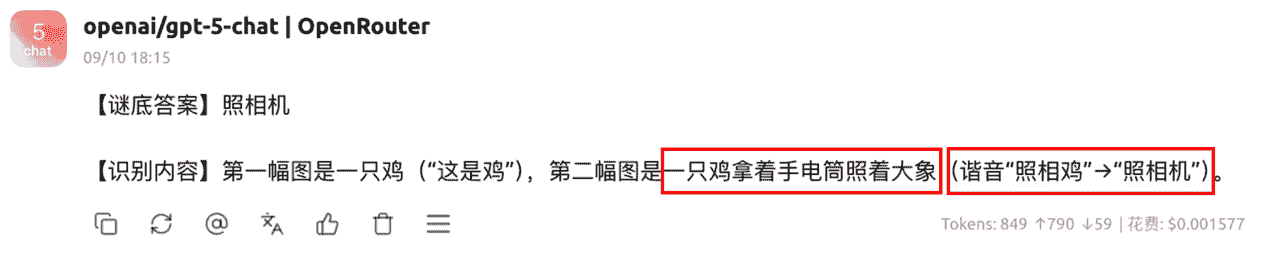 5
chat
openai/gpt-5-chat | OpenRouter
09/10 18:15
【谜底答案】照相机
【识别内容】第一幅图是一只鸡（“这是鸡”），第二幅图是一只鸡拿着手电筒照着大象（谐音“照相鸡”→“照相机”）。
Tokens: 849 ↑790 ↓59 | 花费: $0.001577